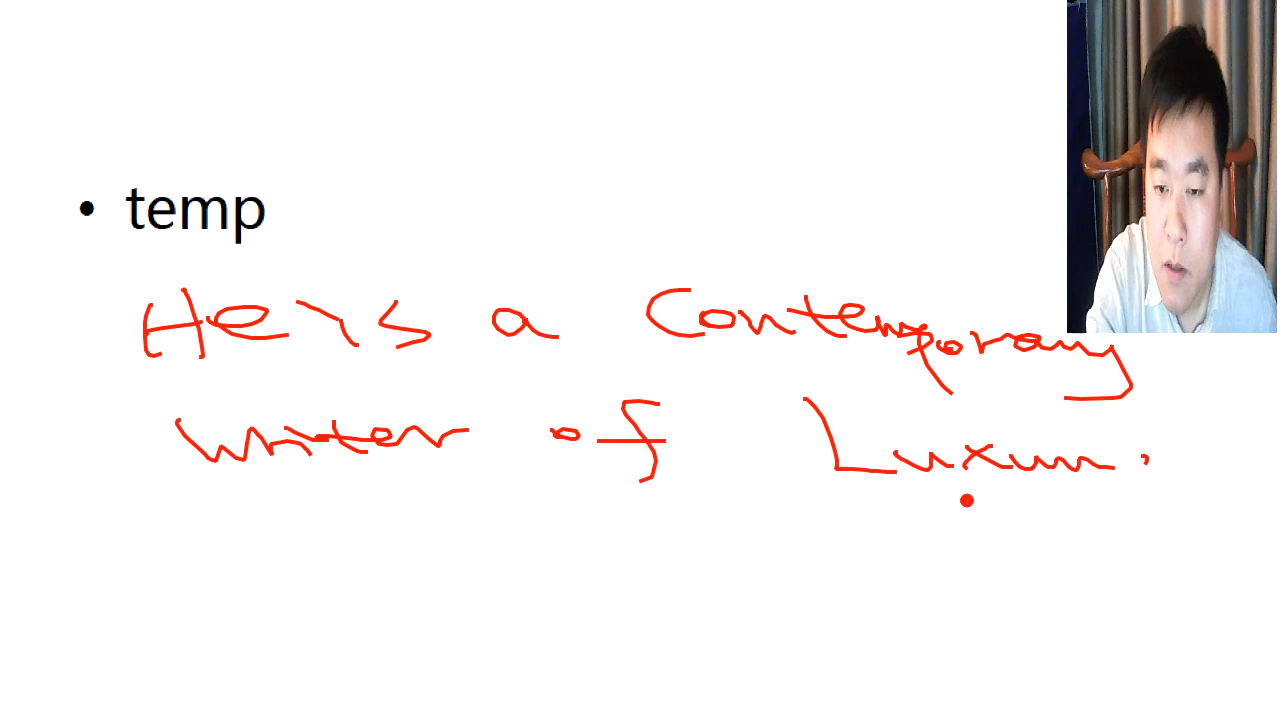 • temp
He is a Contemporary
writer of Luxun.